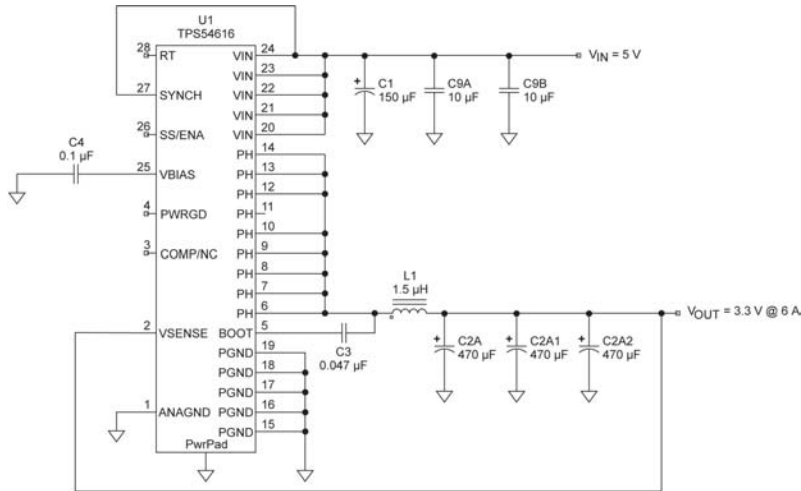 U1
TPS54616
28 RT VIN 24
VIN 23
27 SYNCH VIN 22
VIN 21
26 SS/ENA VIN 20
PH 14
25 VBIAS PH 13
PH 12
4 PWRGD PH 11
PH 10
3 COMP/NC PH 9
PH 8
PH 7
PH 6
2 VSENSE BOOT 5
PGND 19
PGND 18
PGND 17
1 ANAGND PGND 16
PGND 15
PwrPad
C4
0.1 µF
+ C1
150 µF
C9A
10 µF
C9B
10 µF
VIN = 5 V
L1
1.5 µH
C3
0.047 µF
+ C2A
470 µF
+ C2A1
470 µF
+ C2A2
470 µF
VOUT = 3.3 V @ 6 A